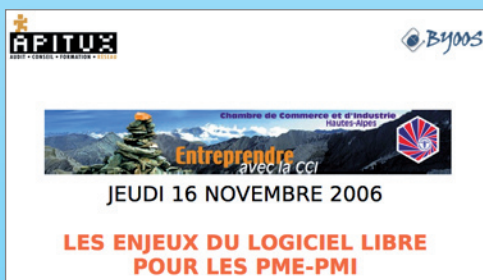 APITUX
AUDIT • CONSEIL • FORMATION • RESEAU
BYOOS
Chambre de Commerce et d'Industrie
Hautes-Alpes
Entreprendre
avec la CCI
JEUDI 16 NOVEMBRE 2006
LES ENJEUX DU LOGICIEL LIBRE
POUR LES PME-PMI